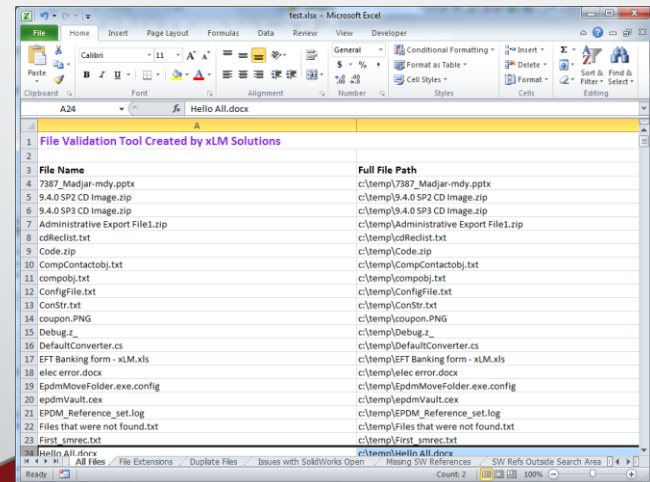 test.xlsx - Microsoft Excel
File Home Insert Page Layout Formulas Data Review View Developer
Calibri 11 General Conditional Formatting Insert
Paste Format as Table Delete Sort & Find &
B I U $ % , Cell Styles Format Filter Select
Clipboard Font Alignment Number Styles Cells Editing
A24 fx Hello All.docx
A
1 File Validation Tool Created by xLM Solutions
2
3 File Name Full File Path
4 7387_Madjar-mdy.pptx c:\temp\7387_Madjar-mdy.pptx
5 9.4.0 SP2 CD Image.zip c:\temp\9.4.0 SP2 CD Image.zip
6 9.4.0 SP3 CD Image.zip c:\temp\9.4.0 SP3 CD Image.zip
7 Administrative Export File1.zip c:\temp\Administrative Export File1.zip
8 cdReclist.txt c:\temp\cdReclist.txt
9 Code.zip c:\temp\Code.zip
10 CompContactobj.txt c:\temp\CompContactobj.txt
11 compobj.txt c:\temp\compobj.txt
12 ConfigFile.txt c:\temp\ConfigFile.txt
13 ConStr.txt c:\temp\ConStr.txt
14 coupon.PNG c:\temp\coupon.PNG
15 Debug.z_ c:\temp\Debug.z_
16 DefaultConverter.cs c:\temp\DefaultConverter.cs
17 EFT Banking form - xLM.xls c:\temp\EFT Banking form - xLM.xls
18 elec error.docx c:\temp\elec error.docx
19 EpdmMoveFolder.exe.config c:\temp\EpdmMoveFolder.exe.config
20 epdmVault.cex c:\temp\epdmVault.cex
21 EPDM_Reference_set.log c:\temp\EPDM_Reference_set.log
22 Files that were not found.txt c:\temp\Files that were not found.txt
23 First_smrec.txt c:\temp\First_smrec.txt
24 Hello All.docx c:\temp\Hello All.docx
All Files File Extensions Duplate Files Issues with SolidWorks Open Missing SW References SW Refs Outside Search Area
Ready Count: 2 100%